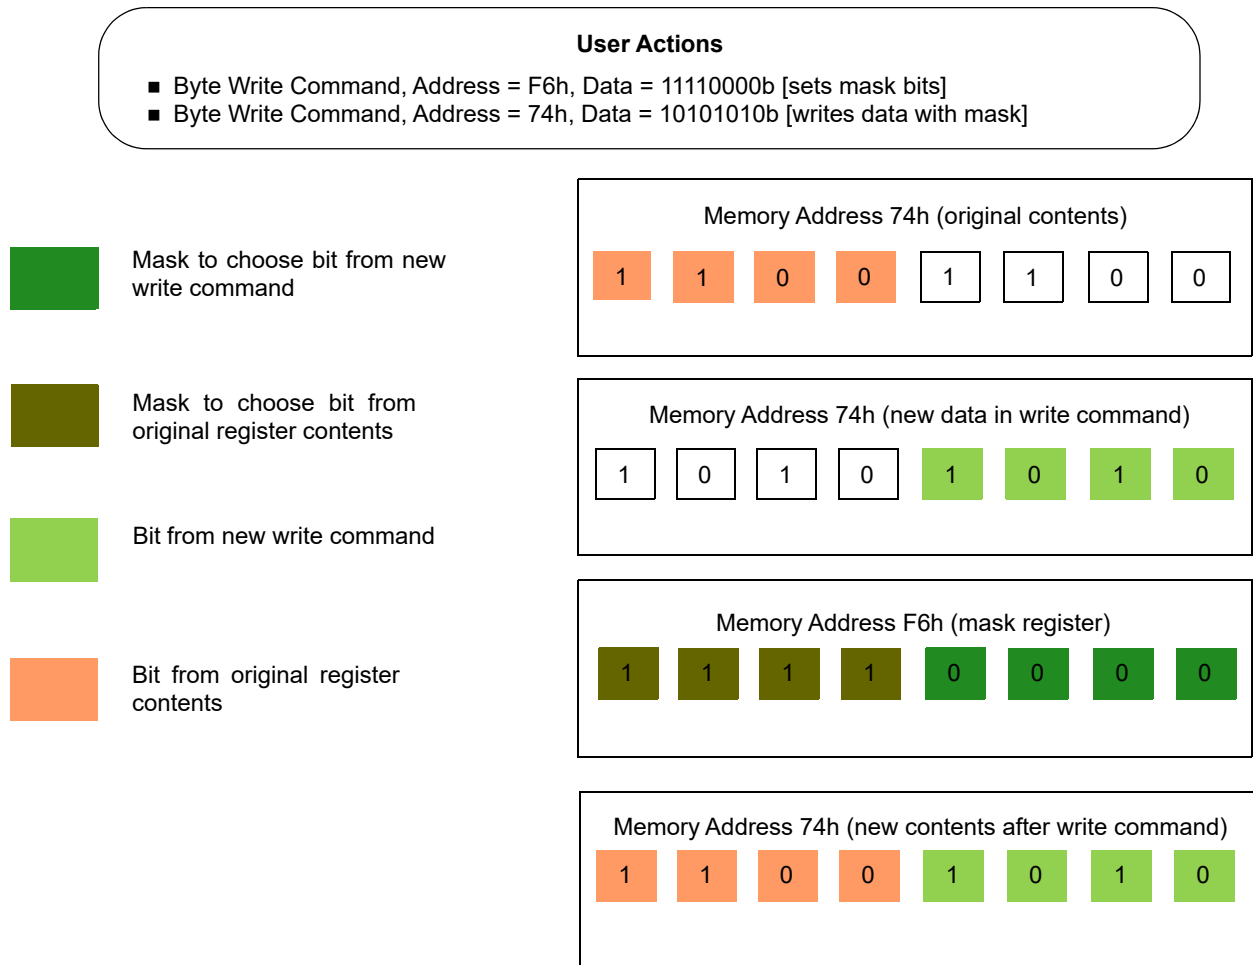 User Actions
■ Byte Write Command, Address = F6h, Data = 11110000b [sets mask bits]
■ Byte Write Command, Address = 74h, Data = 10101010b [writes data with mask]
Mask to choose bit from new
write command
Mask to choose bit from
original register contents
Bit from new write command
Bit from original register
contents
Memory Address 74h (original contents)
1 1 0 0 1 1 0 0
Memory Address 74h (new data in write command)
1 0 1 0 1 0 1 0
Memory Address F6h (mask register)
1 1 1 1 0 0 0 0
Memory Address 74h (new contents after write command)
1 1 0 0 1 0 1 0